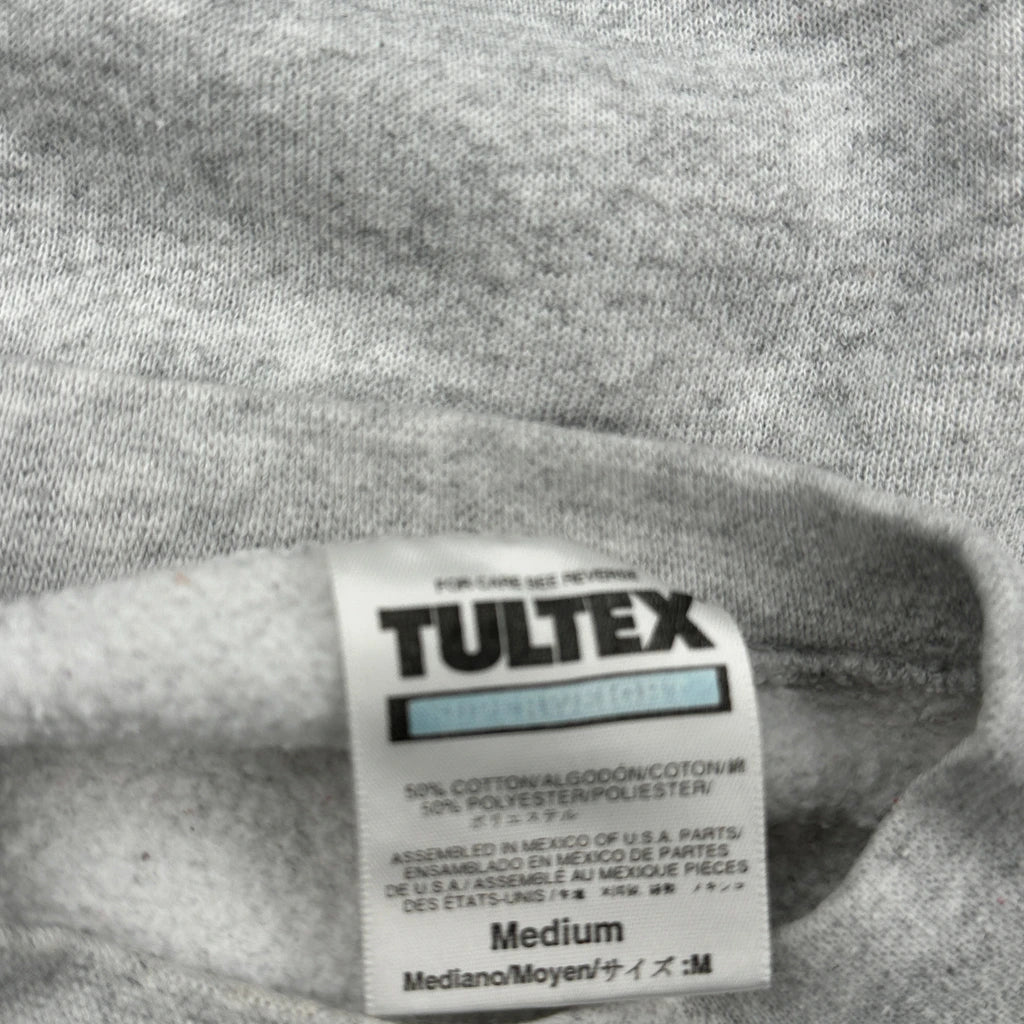 FOR CARE SEE REVERSE
TULTEX
50% COTTON/ALGODÓN/COTON/綿
50% POLYESTER/POLIESTER/
ポリエステル
ASSEMBLED IN MEXICO OF U.S.A. PARTS/
ENSAMBLADO EN MEXICO DE PARTES
DE U.S.A./ ASSEMBLÉ AU MEXIQUE PIÈCES
DES ÉTATS-UNIS /
Medium
Mediano/Moyen/サイズ :M